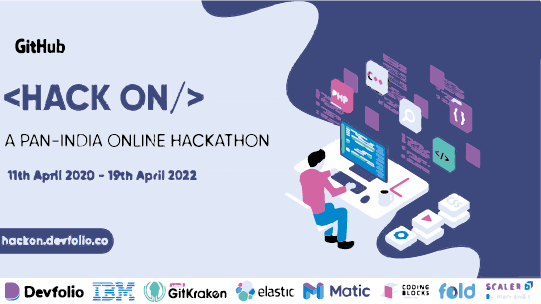 GitHub
<HACK ON/>
A PAN-INDIA ONLINE HACKATHON
11th April 2020 - 19th April 2022
hackon.devfolio.co
PHP
C++
{}
</>
Devfolio IBM GitKraken elastic Matic CODING BLOCKS fold SCALER